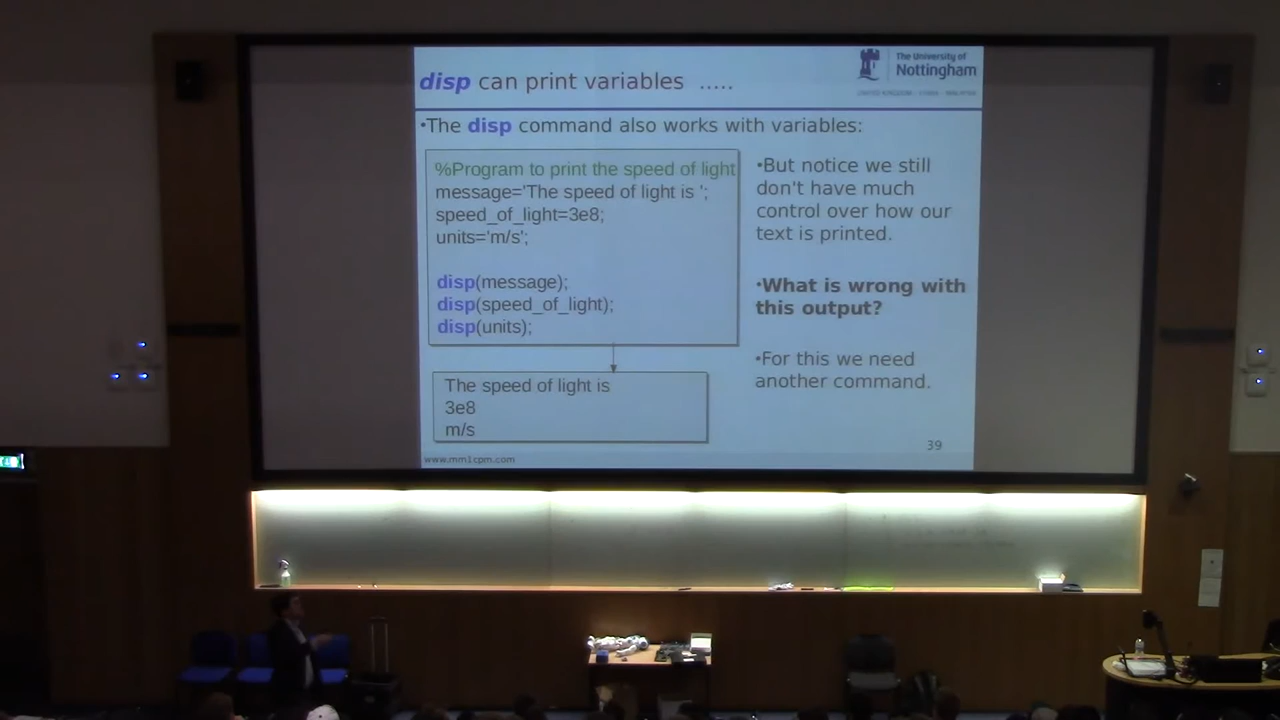 disp can print variables .....
The University of
Nottingham
•The disp command also works with variables:
%Program to print the speed of light
message='The speed of light is ';
speed_of_light=3e8;
units='m/s';
disp(message);
disp(speed_of_light);
disp(units);
The speed of light is
3e8
m/s
•But notice we still
don't have much
control over how our
text is printed.
•What is wrong with
this output?
•For this we need
another command.
39
www.mm1cpm.com